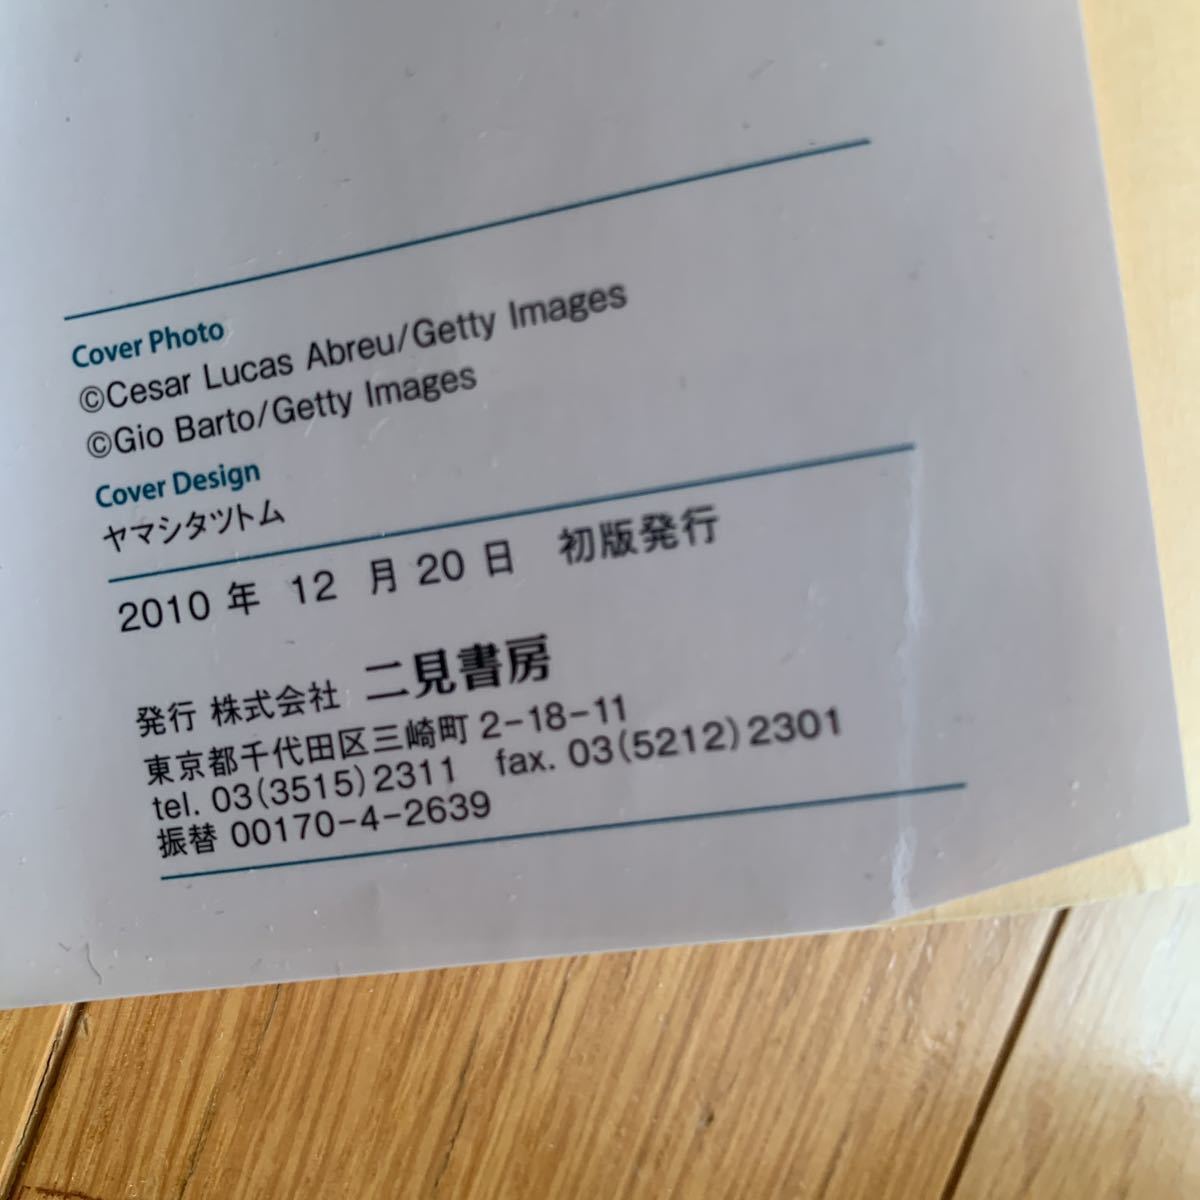 Cover Photo
©Cesar Lucas Abreu/Getty Images
©Gio Barto/Getty Images
Cover Design
ヤマシタツトム
2010 年 12 月 20 日 初版発行
発行 株式会社 二見書房
東京都千代田区三崎町 2-18-11
tel. 03(3515)2311 fax. 03(5212)2301
振替 00170-4-2639